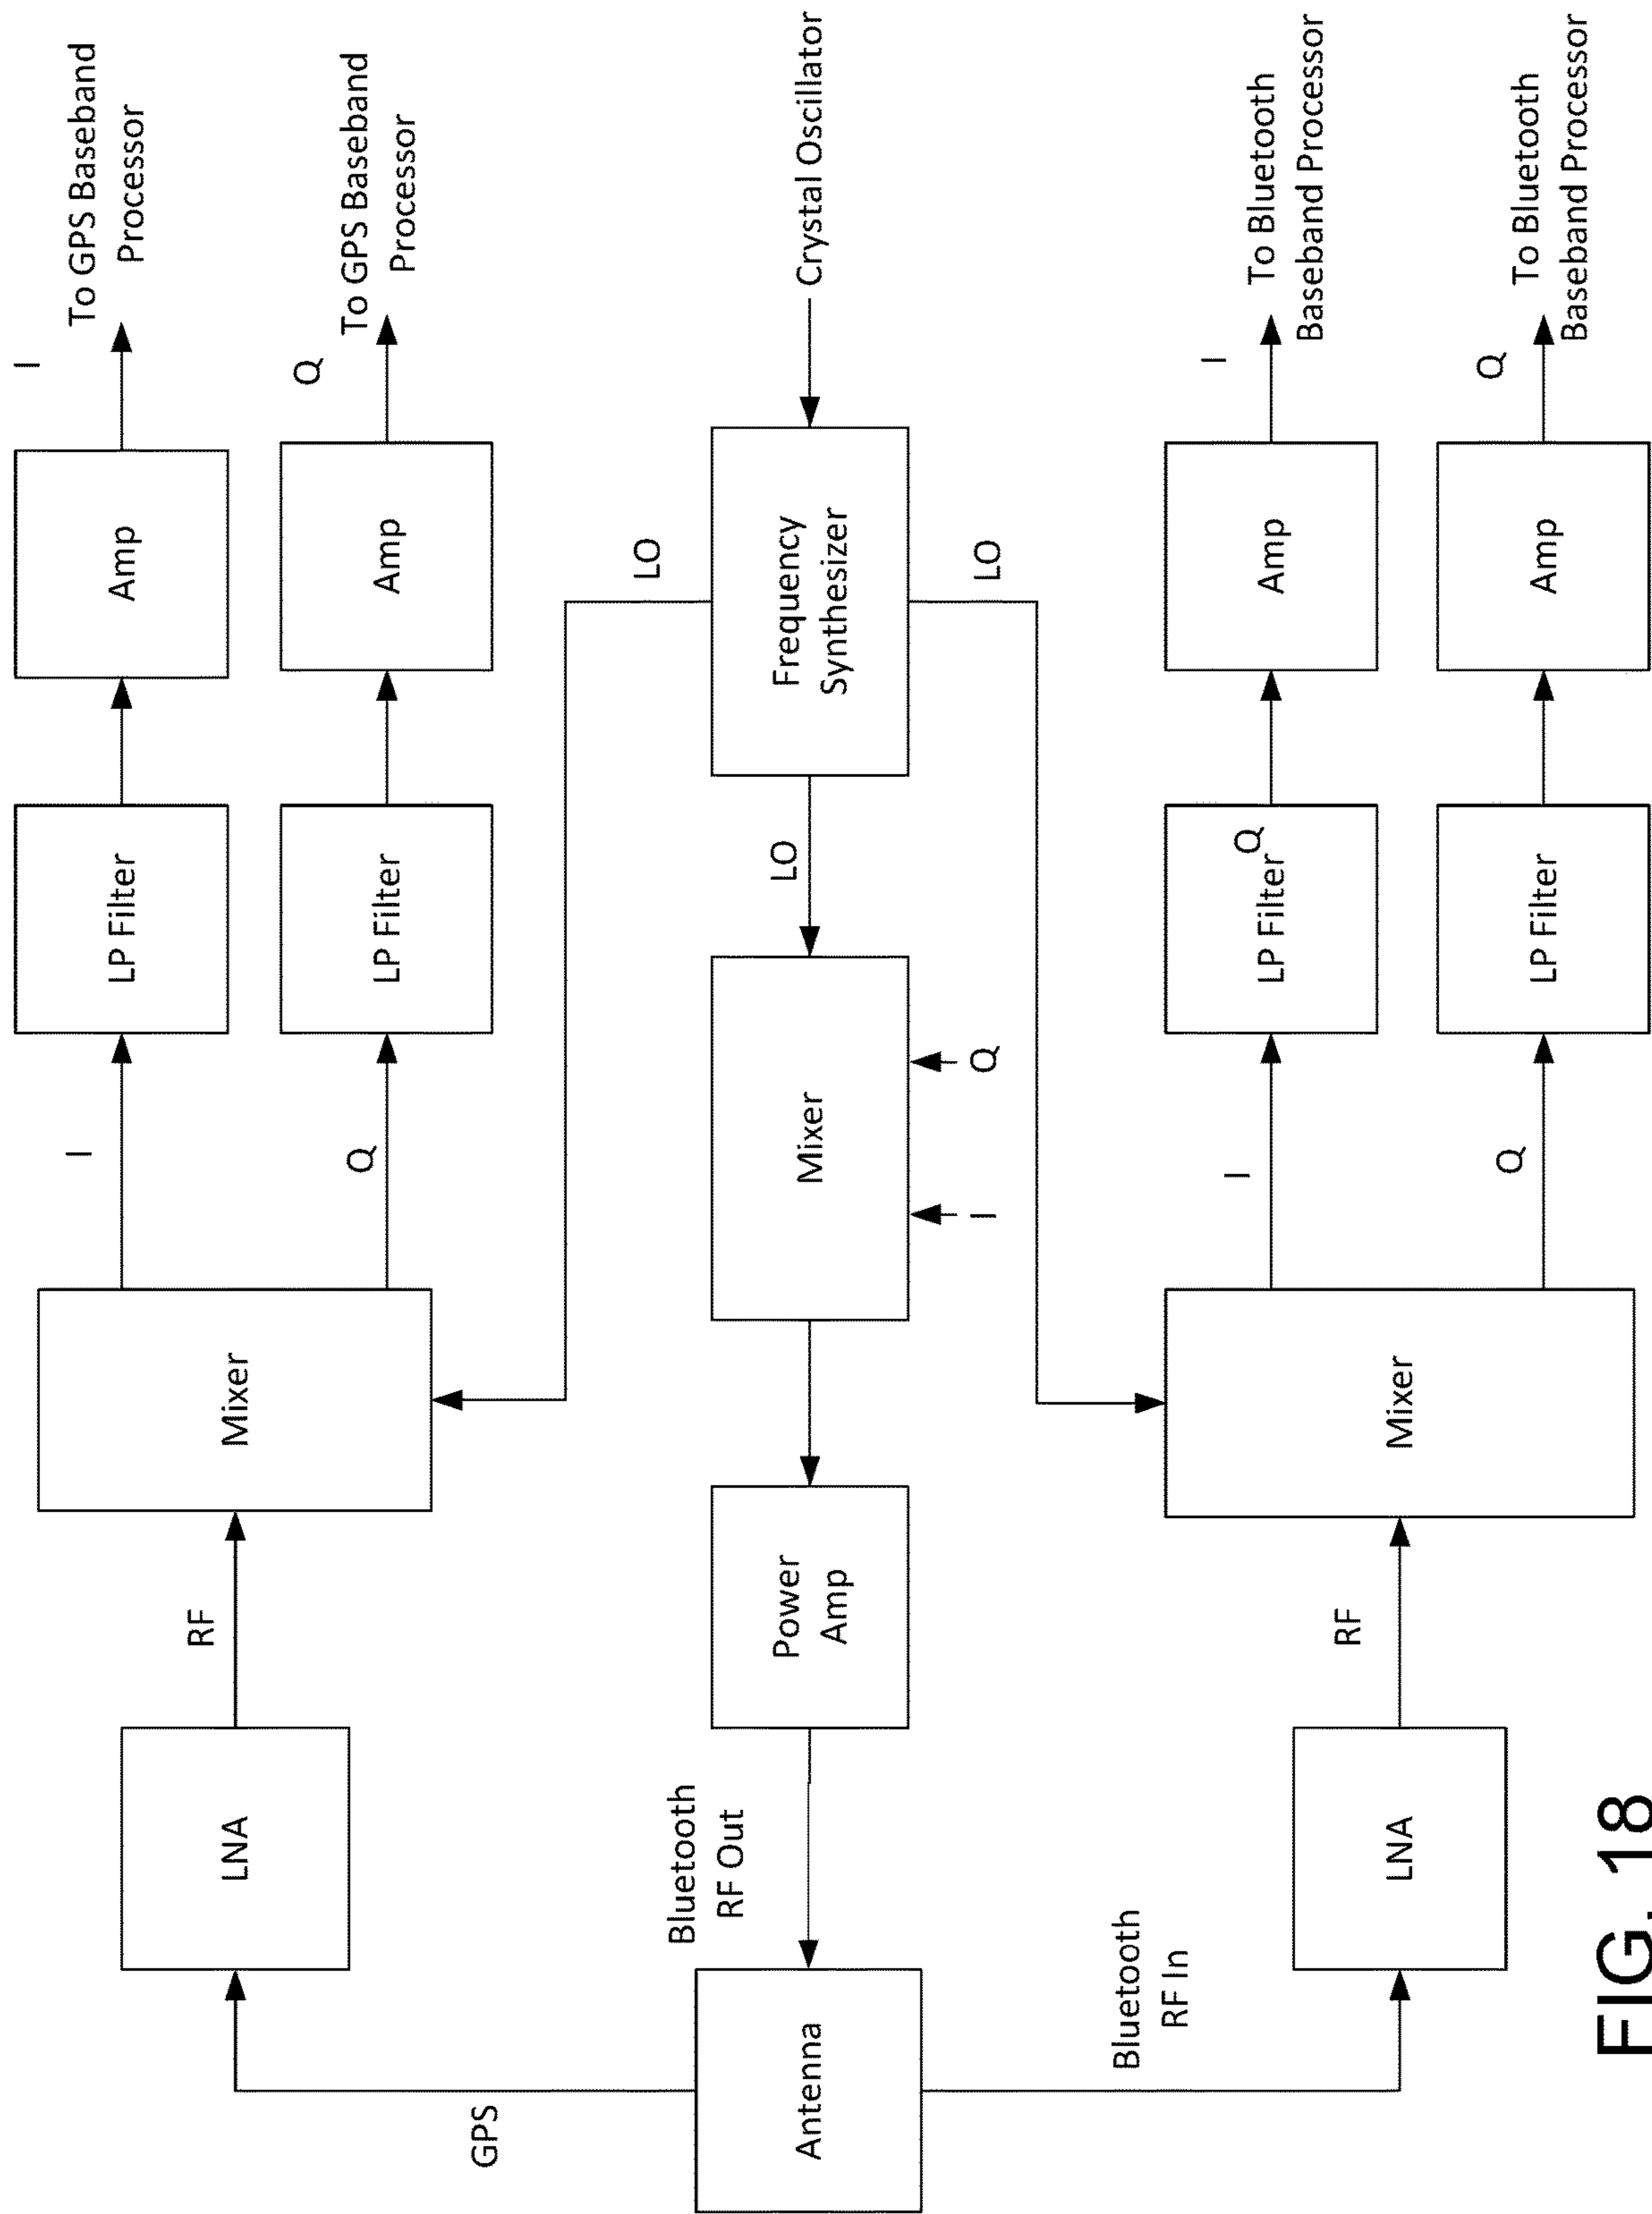 I
To GPS Baseband
Processor
I
LNA
RF
Mixer
LP Filter
Amp
Q
To GPS Baseband
Processor
Q
LP Filter
Amp
GPS
LO
Bluetooth
RF Out
LO
Antenna
Power
Amp
Mixer
Frequency
Synthesizer
Crystal Oscillator
I
Q
LO
Bluetooth
RF In
I
I
To Bluetooth
Baseband Processor
Q
LNA
RF
Mixer
LP Filter
Amp
Q
Q
To Bluetooth
Baseband Processor
LP Filter
Amp
FIG. 18